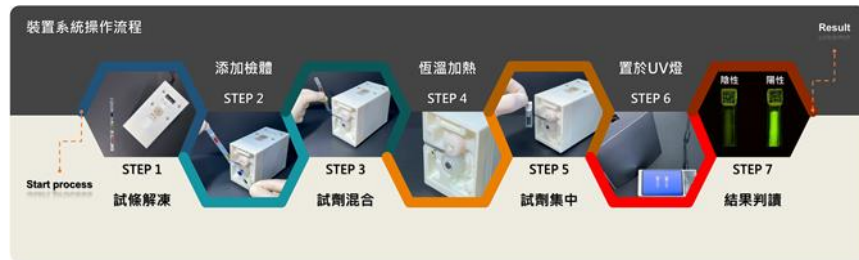 裝置系統操作流程
Result
添加檢體
STEP 2
恆溫加熱
STEP 4
置於UV燈
STEP 6
陰性
陽性
Start process
STEP 1
試條解凍
STEP 3
試劑混合
STEP 5
試劑集中
STEP 7
結果判讀